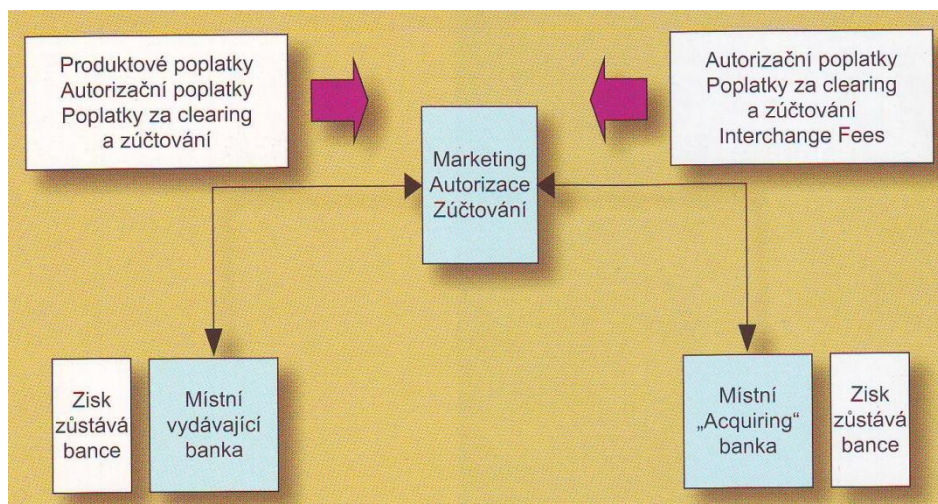 Produktové poplatky
Autorizační poplatky
Poplatky za clearing
a zúčtování
Autorizační poplatky
Poplatky za clearing
a zúčtování
Interchange Fees
Marketing
Autorizace
Zúčtování
Zisk
zůstává
bance
Místní
vydávající
banka
Místní
„Acquiring“
banka
Zisk
zůstává
bance